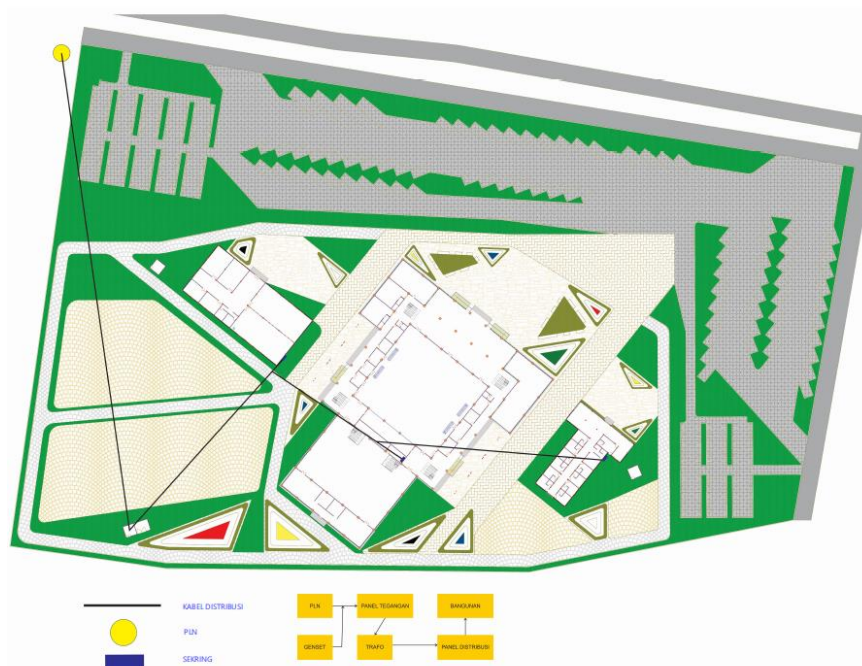 KABEL DISTRIBUSI
PLN
SEKRING
PLN
PANEL TEGANGAN
BANGUNAN
GENSET
TRAFO
PANEL DISTRIBUSI